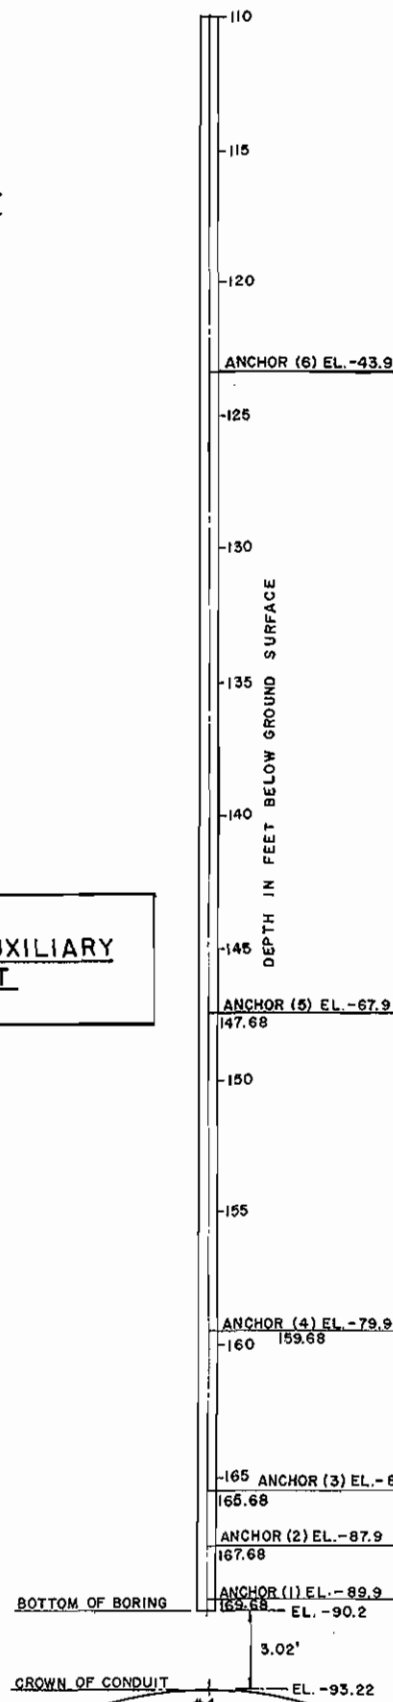 -110
-115
-120
ANCHOR (6) EL.-43.9
-125
-130
DEPTH IN FEET BELOW GROUND SURFACE
-135
-140
-145
ANCHOR (5) EL.-67.9
147.68
-150
-155
ANCHOR (4) EL.-79.9
159.68
-160
-165
ANCHOR (3) EL.-8
165.68
ANCHOR (2) EL.-87.9
167.68
ANCHOR (1) EL.-89.9
169.68
BOTTOM OF BORING
EL. -90.2
3.02'
CROWN OF CONDUIT
EL. -93.22